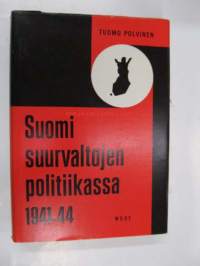 TUOMO POLVINEN
Suomi
suurvaltojen
politiikassa
1941-44
WSOY